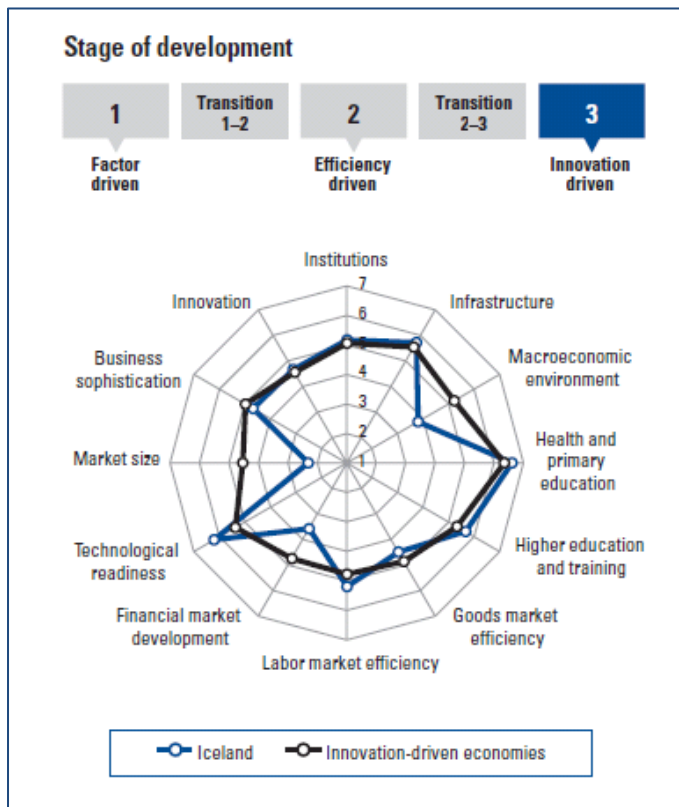 Stage of development
1
Transition
1–2
2
Transition
2–3
3
Factor
driven
Efficiency
driven
Innovation
driven
Institutions
7
6
5
4
3
2
1
Infrastructure
Macroeconomic
environment
Health and
primary
education
Higher education
and training
Goods market
efficiency
Labor market efficiency
Financial market
development
Technological
readiness
Market size
Business
sophistication
Innovation
Iceland
Innovation-driven economies